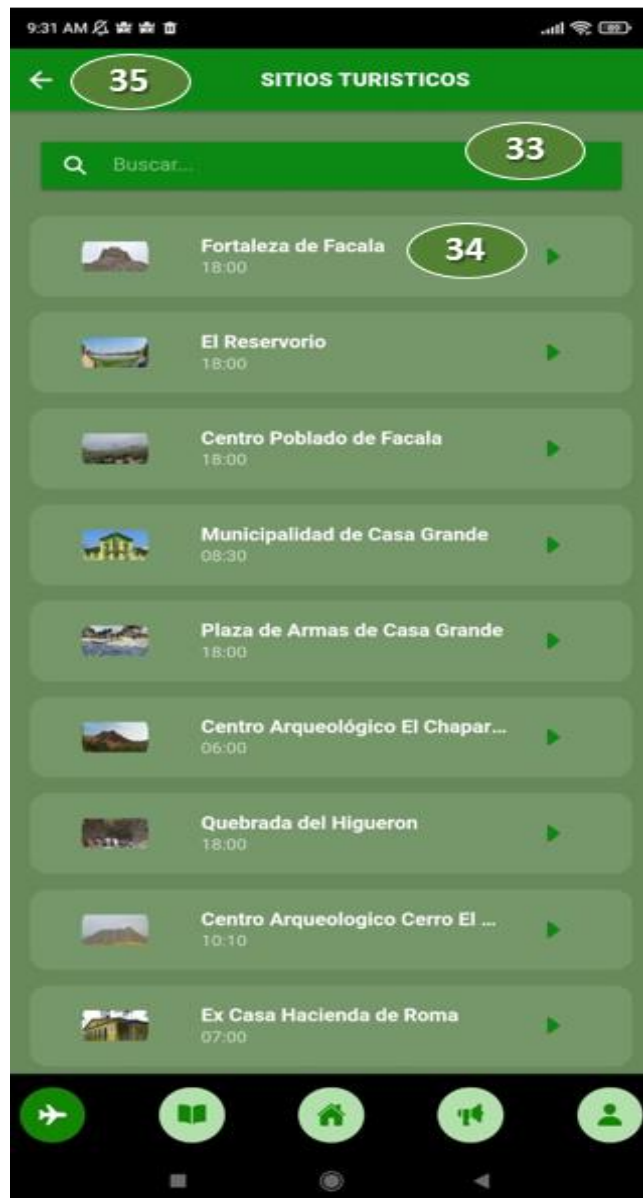 9:31 AM
89
35
SITIOS TURISTICOS
33
Buscar...
Fortaleza de Facala
34
18:00
El Reservorio
18:00
Centro Poblado de Facala
18:00
Municipalidad de Casa Grande
08:30
Plaza de Armas de Casa Grande
18:00
Centro Arqueológico El Chapar...
06:00
Quebrada del Higueron
18:00
Centro Arqueologico Cerro El ...
10:10
Ex Casa Hacienda de Roma
07:00